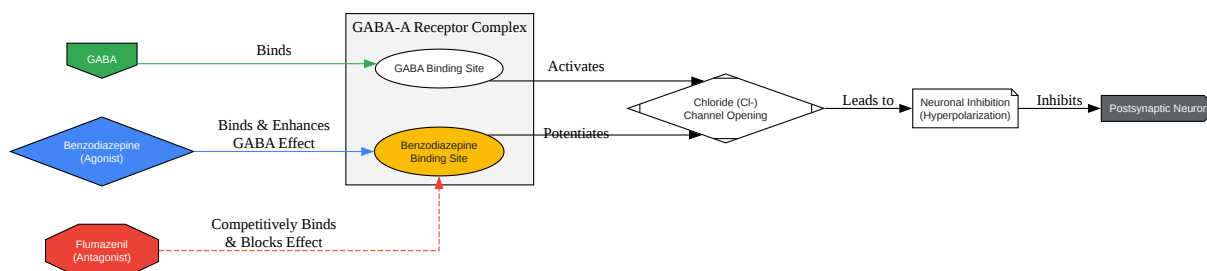 GABA-A Receptor Complex
GABA
Binds
GABA Binding Site
Activates
Benzodiazepine
(Agonist)
Binds & Enhances
GABA Effect
Benzodiazepine
Binding Site
Potentiates
Chloride (Cl-)
Channel Opening
Leads to
Neuronal Inhibition
(Hyperpolarization)
Inhibits
Postsynaptic Neuron
Flumazenil
(Antagonist)
Competitively Binds
& Blocks Effect